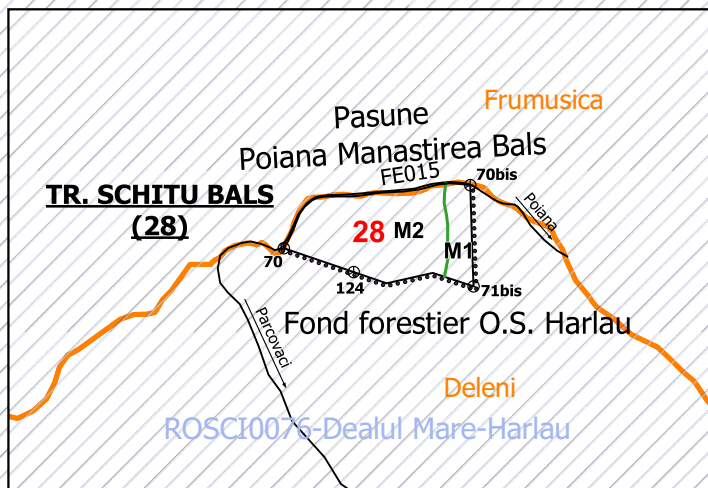 Frumusica
Pasune
Poiana Manastirea Bals
FE015
70bis
TR. SCHITU BALS
(28)
Poiana
28 M2
M1
70
124
71bis
Parcovaci
Fond forestier O.S. Harlau
Deleni
ROSCI0076-Dealul Mare-Harlau